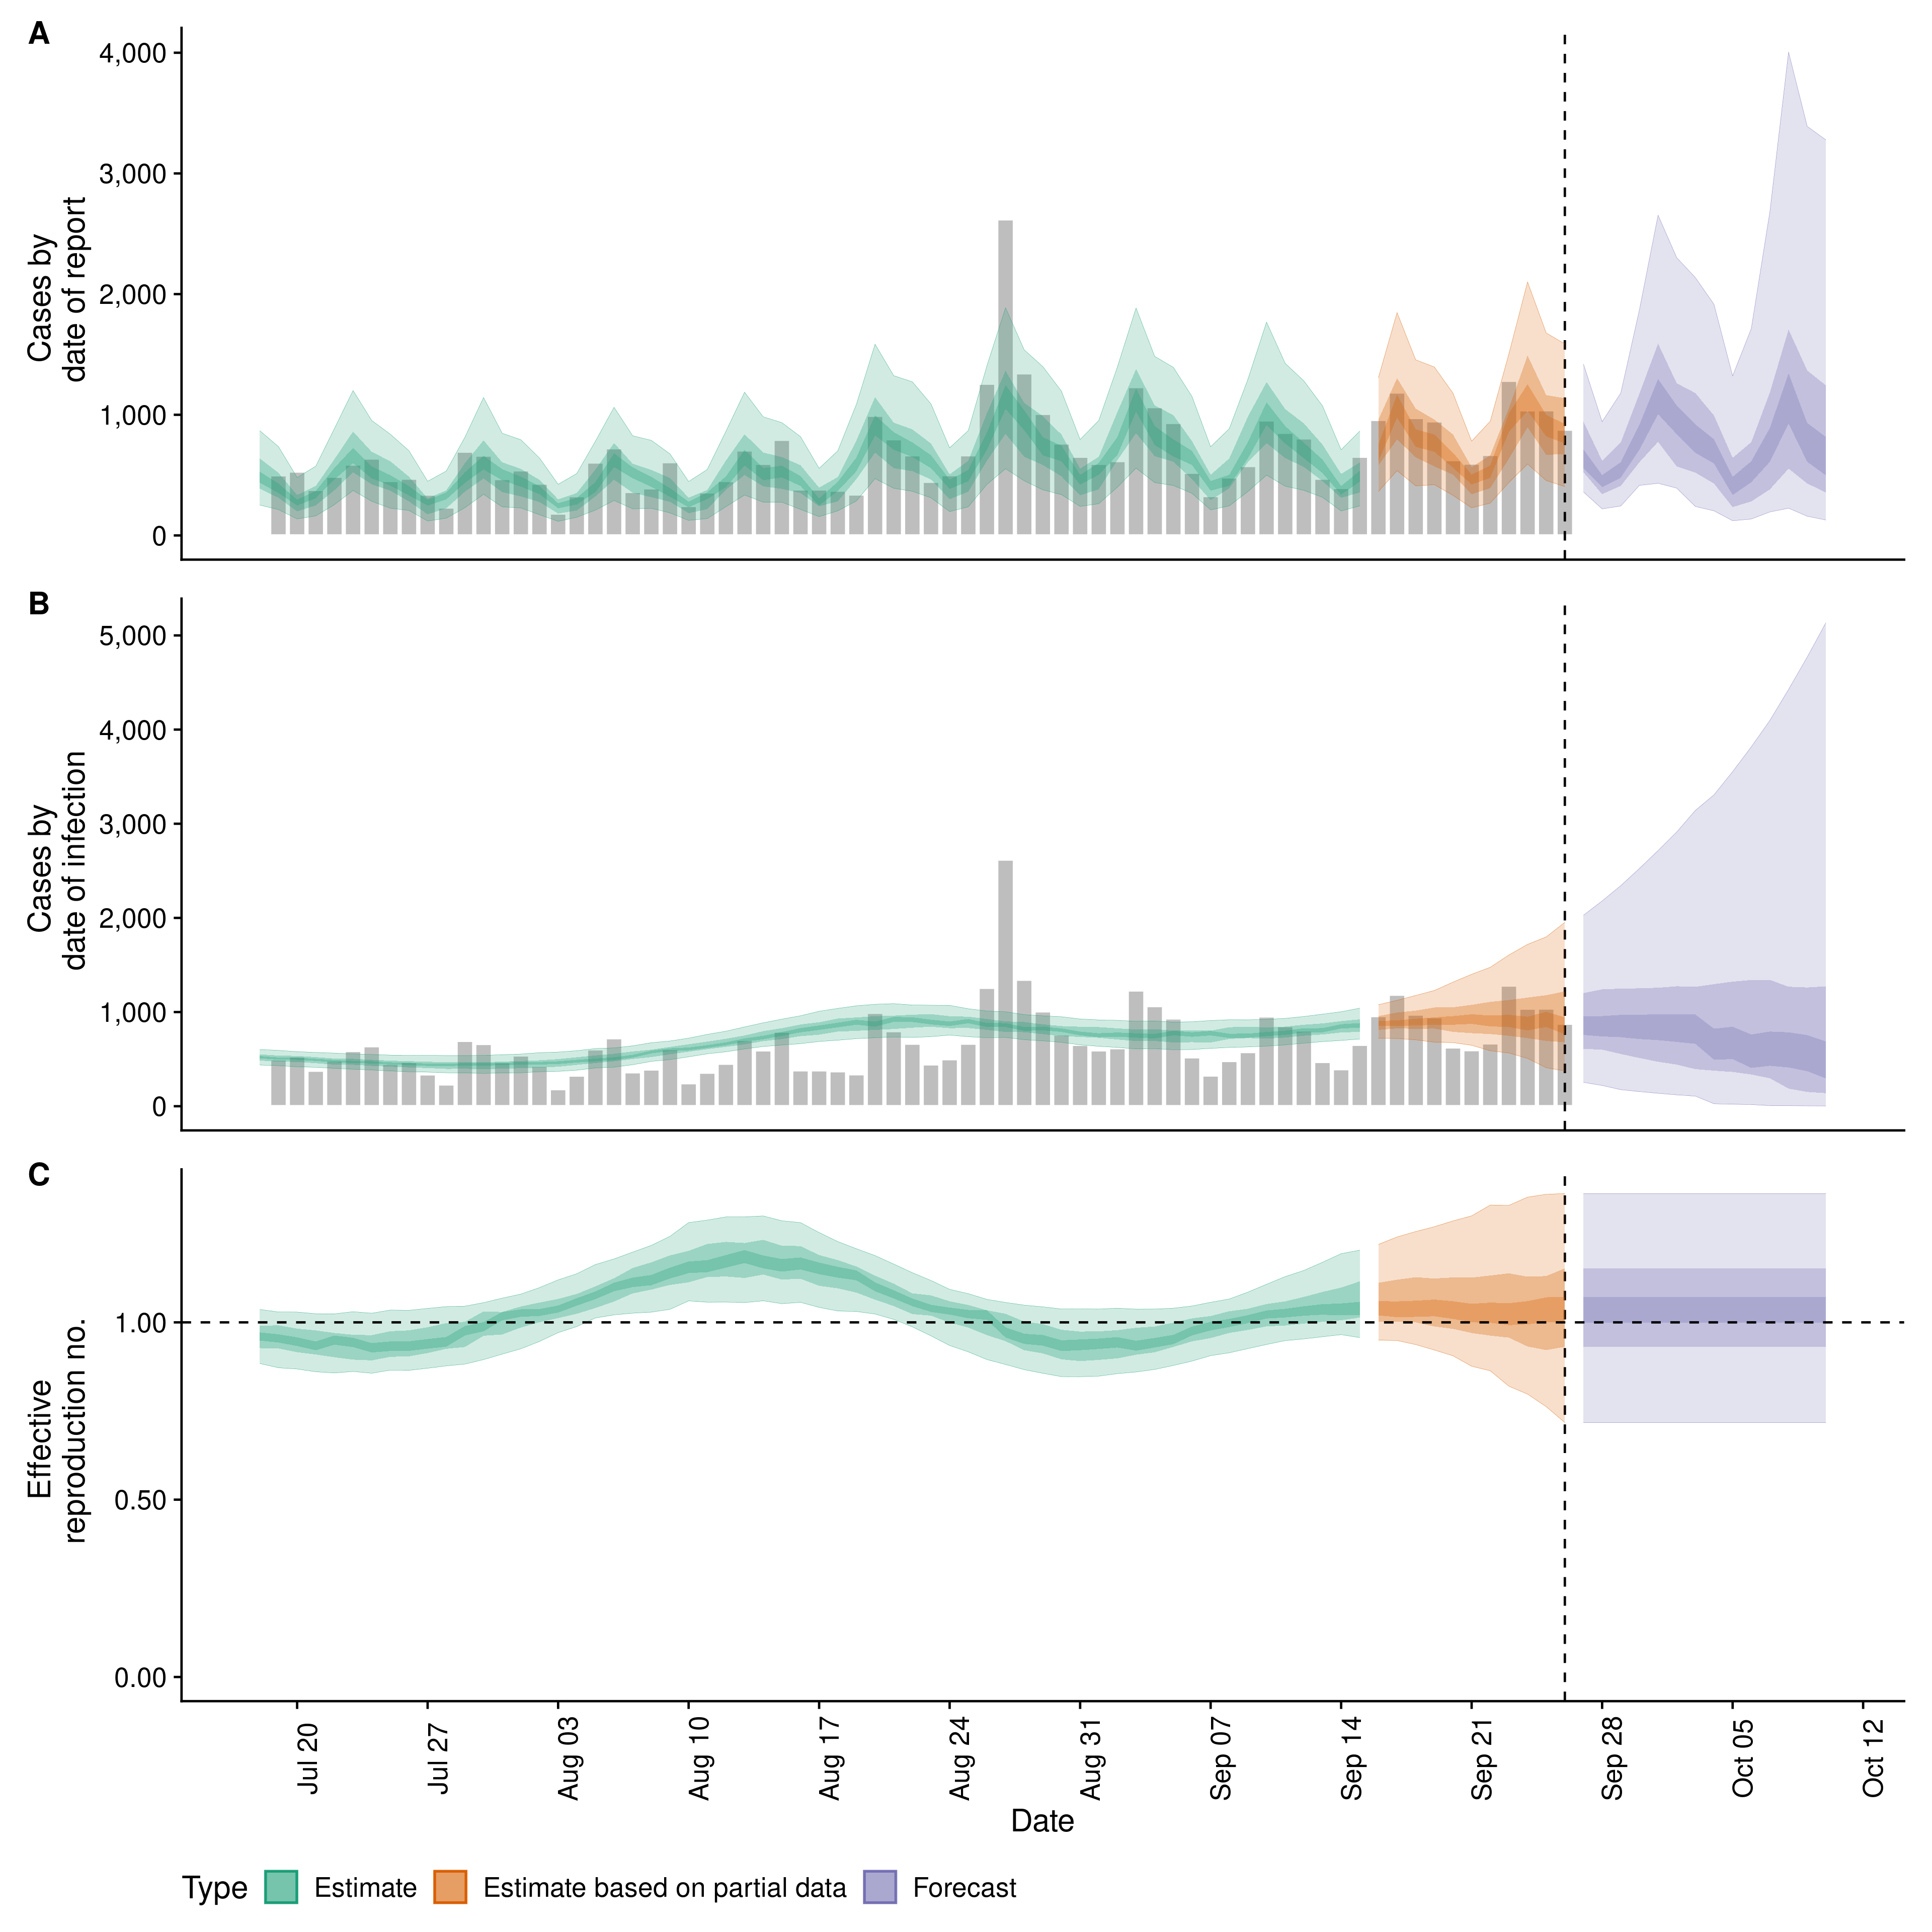 A
4,000
3,000
2,000
1,000
0
Cases by
date of report
B
5,000
4,000
3,000
2,000
1,000
0
Cases by
date of infection
C
1.00
0.50
0.00
Effective
reproduction no.
Jul 20
Jul 27
Aug 03
Aug 10
Aug 17
Aug 24
Aug 31
Sep 07
Sep 14
Sep 21
Sep 28
Oct 05
Oct 12
Date
Type Estimate Estimate based on partial data Forecast